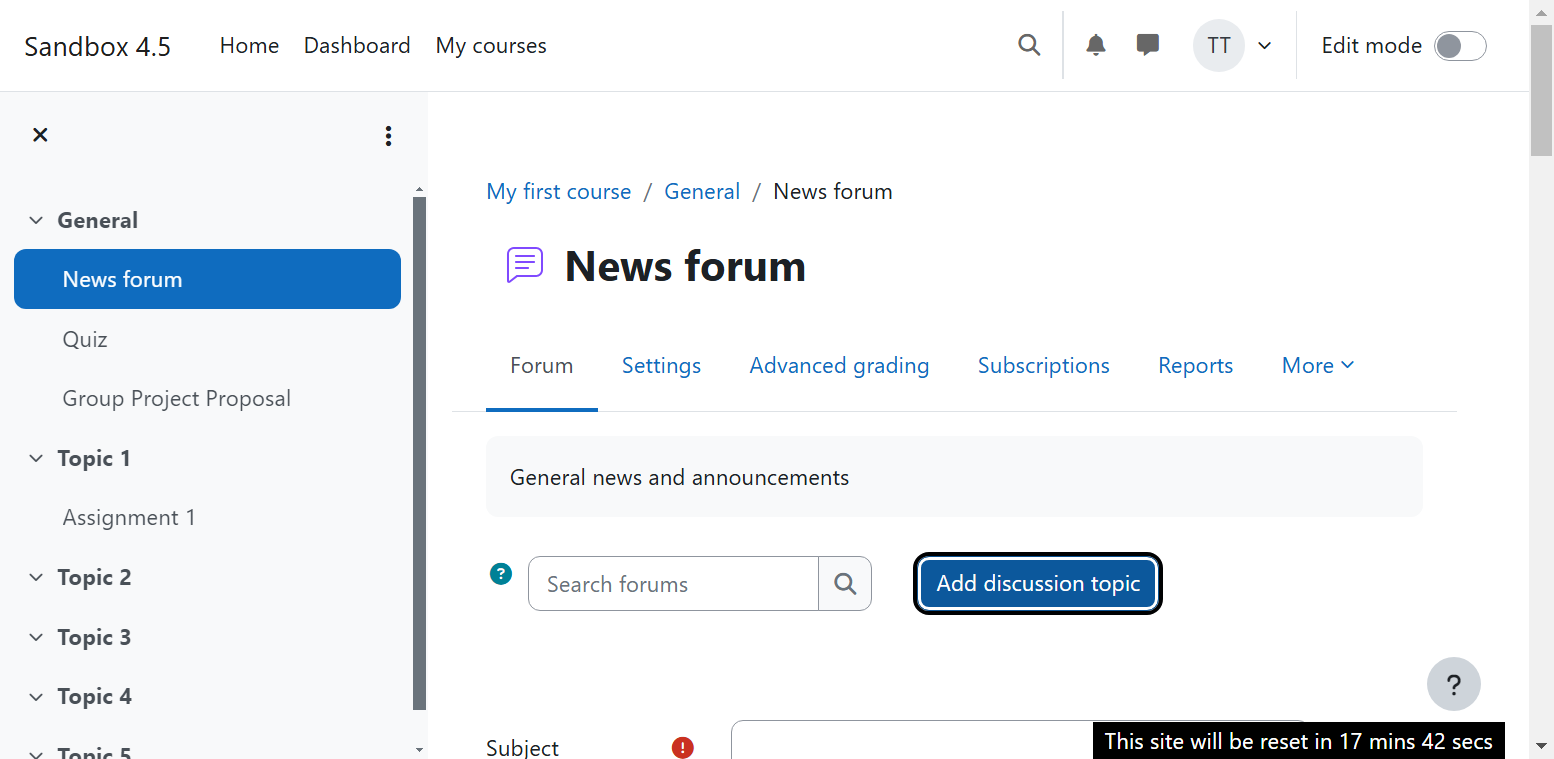 Sandbox 4.5 Home Dashboard My courses TT Edit mode
General
News forum
Quiz
Group Project Proposal
Topic 1
Assignment 1
Topic 2
Topic 3
Topic 4
Topic 5
My first course / General / News forum
News forum
Forum Settings Advanced grading Subscriptions Reports More
General news and announcements
? Search forums Add discussion topic
?
Subject !
This site will be reset in 17 mins 42 secs